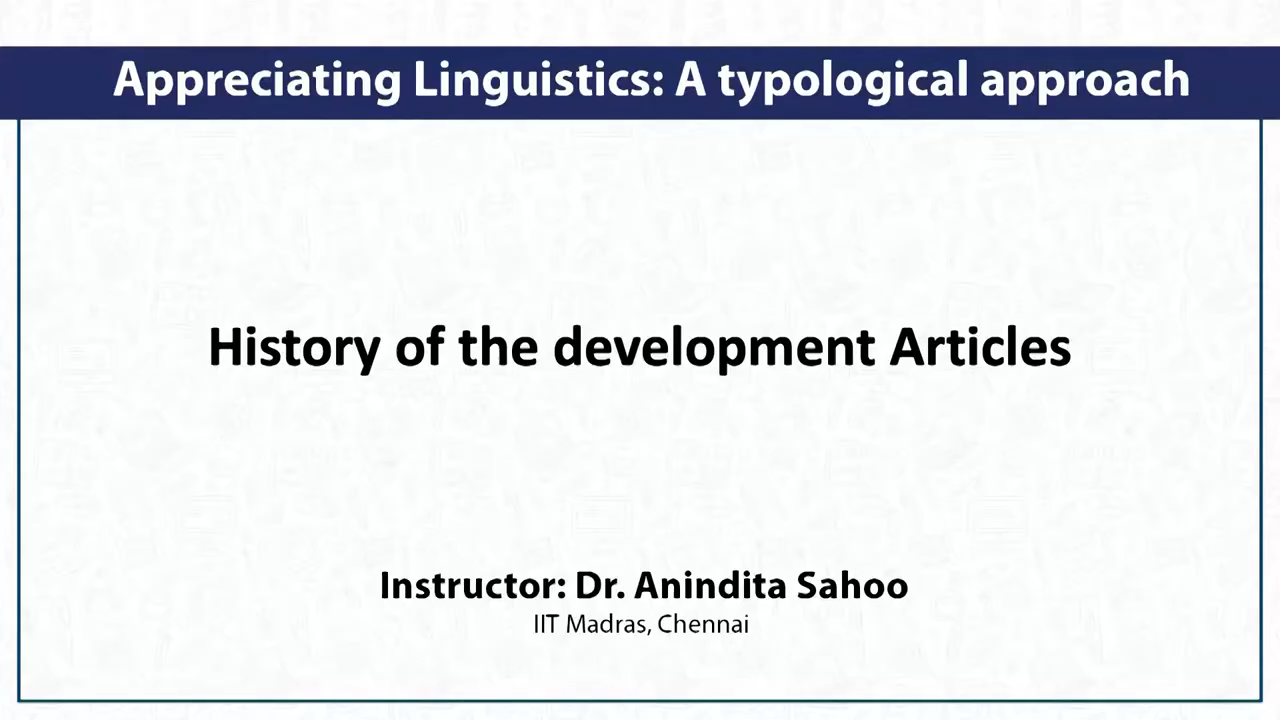 Appreciating Linguistics: A typological approach
History of the development Articles
Instructor: Dr. Anindita Sahoo
IIT Madras, Chennai